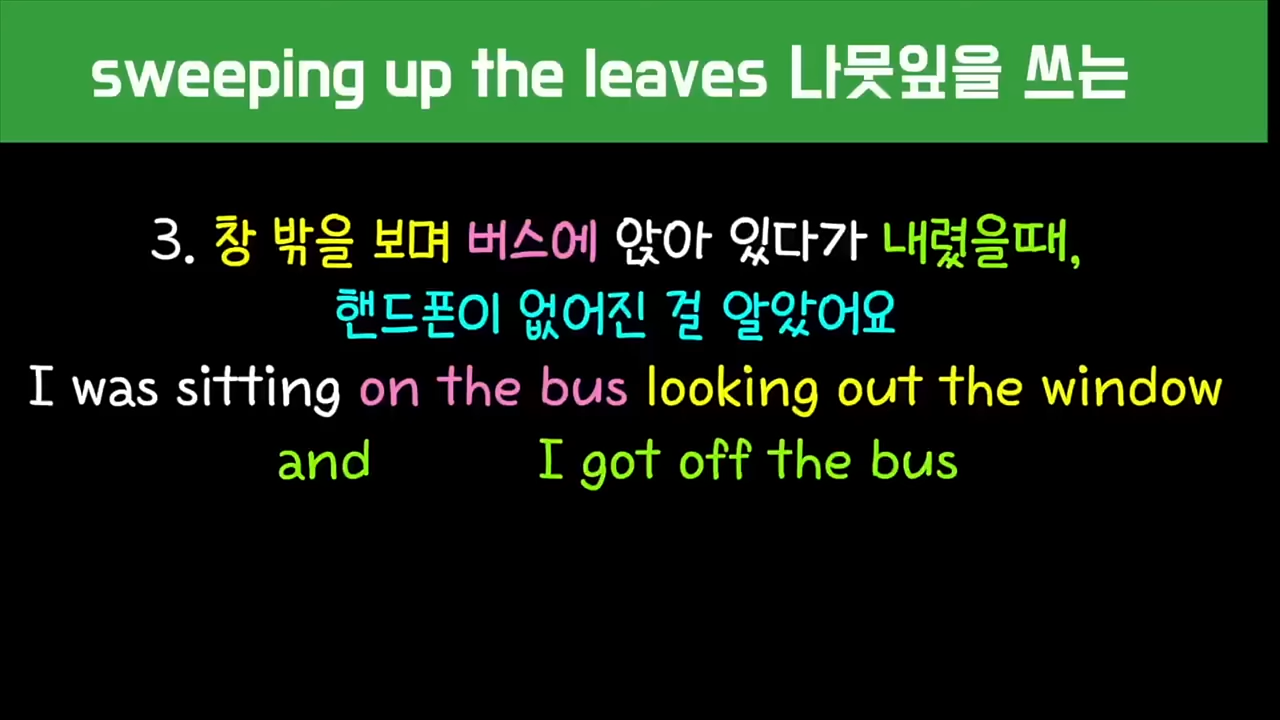 sweeping up the leaves 나뭇잎을 쓰는
3. 창 밖을 보며 버스에 앉아 있다가 내렸을때,
핸드폰이 없어진 걸 알았어요
I was sitting on the bus looking out the window
and I got off the bus